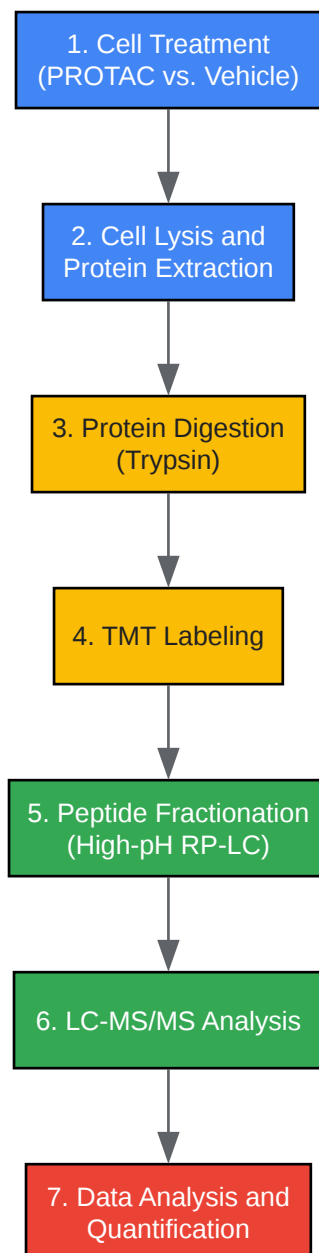 1. Cell Treatment
(PROTAC vs. Vehicle)
2. Cell Lysis and
Protein Extraction
3. Protein Digestion
(Trypsin)
4. TMT Labeling
5. Peptide Fractionation
(High-pH RP-LC)
6. LC-MS/MS Analysis
7. Data Analysis and
Quantification